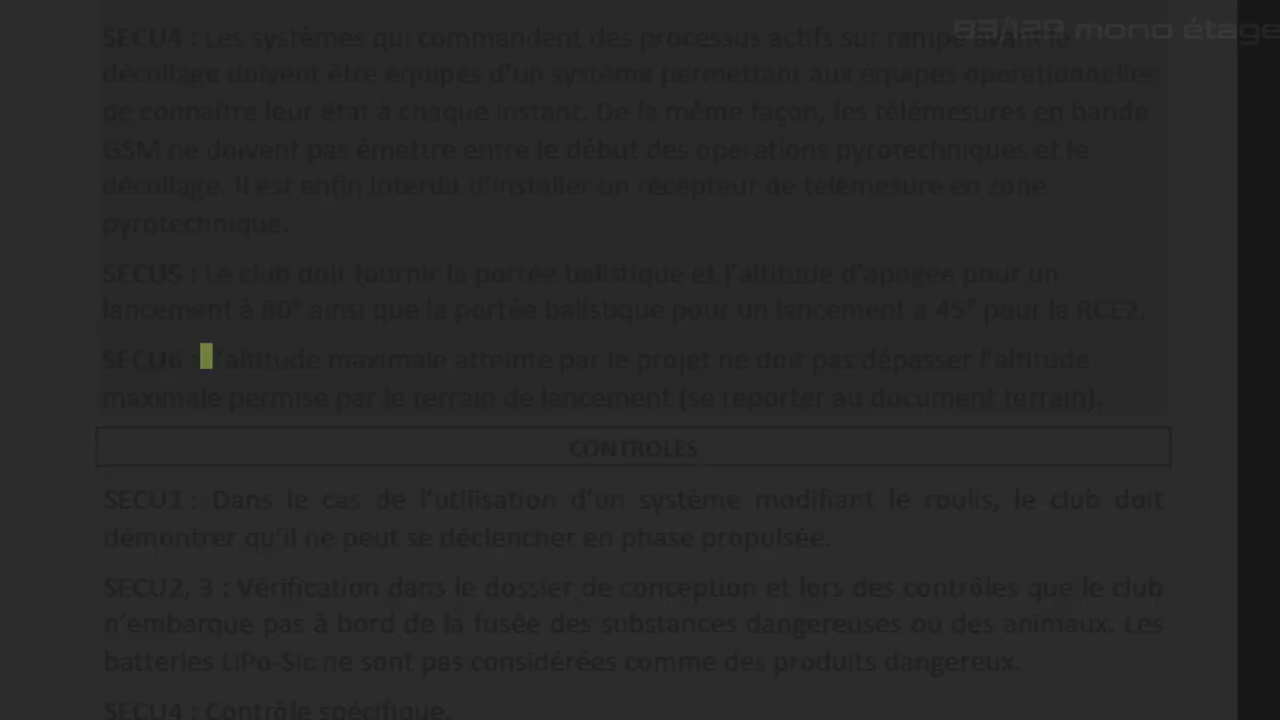 93/129 mono étage
SECU4 : Les systèmes qui commandent des processus actifs sur rampe avant le
décollage doivent être équipés d'un système permettant aux équipes opérationnelles
de connaître leur état à chaque instant. De la même façon, les télémesures en bande
GSM ne doivent pas émettre entre le début des operations pyrotechniques et le
décollage. Il est enfin interdit d'installer un récepteur de télémesure en zone
pyrotechnique.
SECU5 : Le club doit fournir la portée balistique et l'altitude d'apogée pour un
lancement à 80° ainsi que la portée balistique pour un lancement a 45° pour la RCE2.
SECU6 : L'altitude maximale atteinte par le projet ne doit pas dépasser l'altitude
maximale permise par le terrain de lancement (se reporter au document terrain).
CONTROLES
SECU1 : Dans le cas de l'utilisation d'un système modifiant le roulis, le club doit
démontrer qu'il ne peut se déclencher en phase propulsée.
SECU2, 3 : Vérification dans le dossier de conception et lors des contrôles que le club
n'embarque pas à bord de la fusée des substances dangereuses ou des animaux. Les
batteries LiPo-Sic ne sont pas considérées comme des produits dangereux.
SECU4 : Contrôle spécifique.